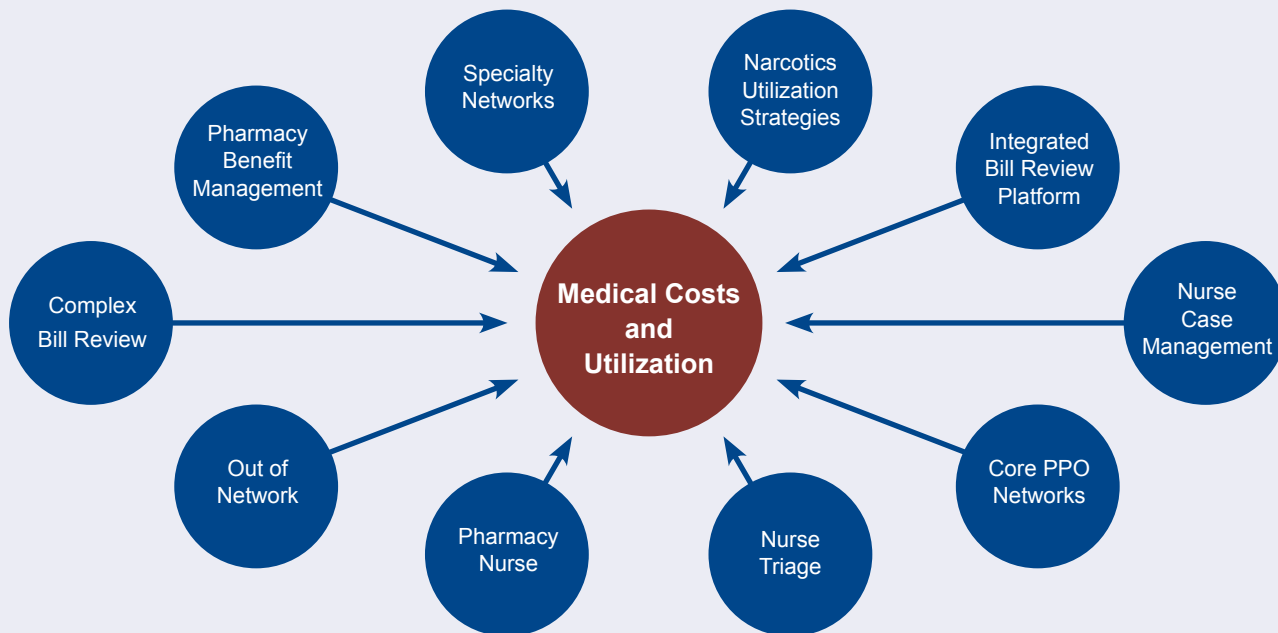 Specialty
Networks
Narcotics
Utilization
Strategies
Pharmacy
Benefit
Management
Integrated
Bill Review
Platform
Complex
Bill Review
Medical Costs
and
Utilization
Nurse
Case
Management
Out of
Network
Pharmacy
Nurse
Nurse
Triage
Core PPO
Networks